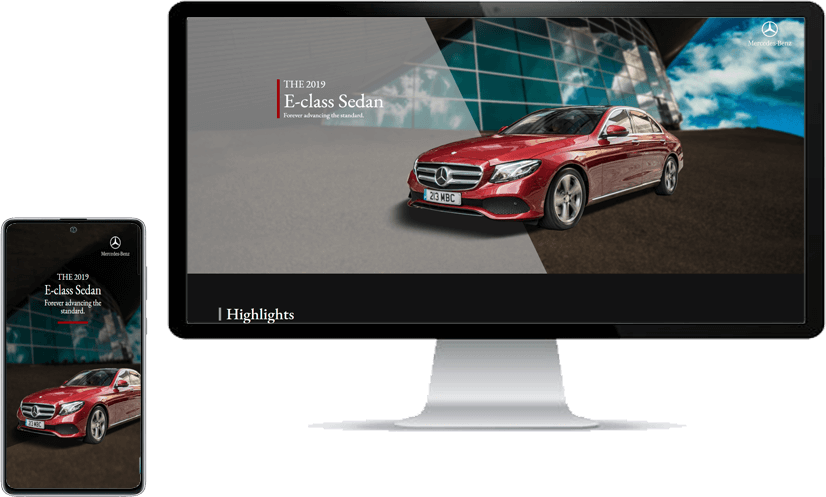 Mercedes-Benz
THE 2019
E-class Sedan
Forever advancing the standard.
213 MBC
Highlights
Mercedes-Benz
THE 2019
E-class Sedan
Forever advancing the
standard.
213 MBC